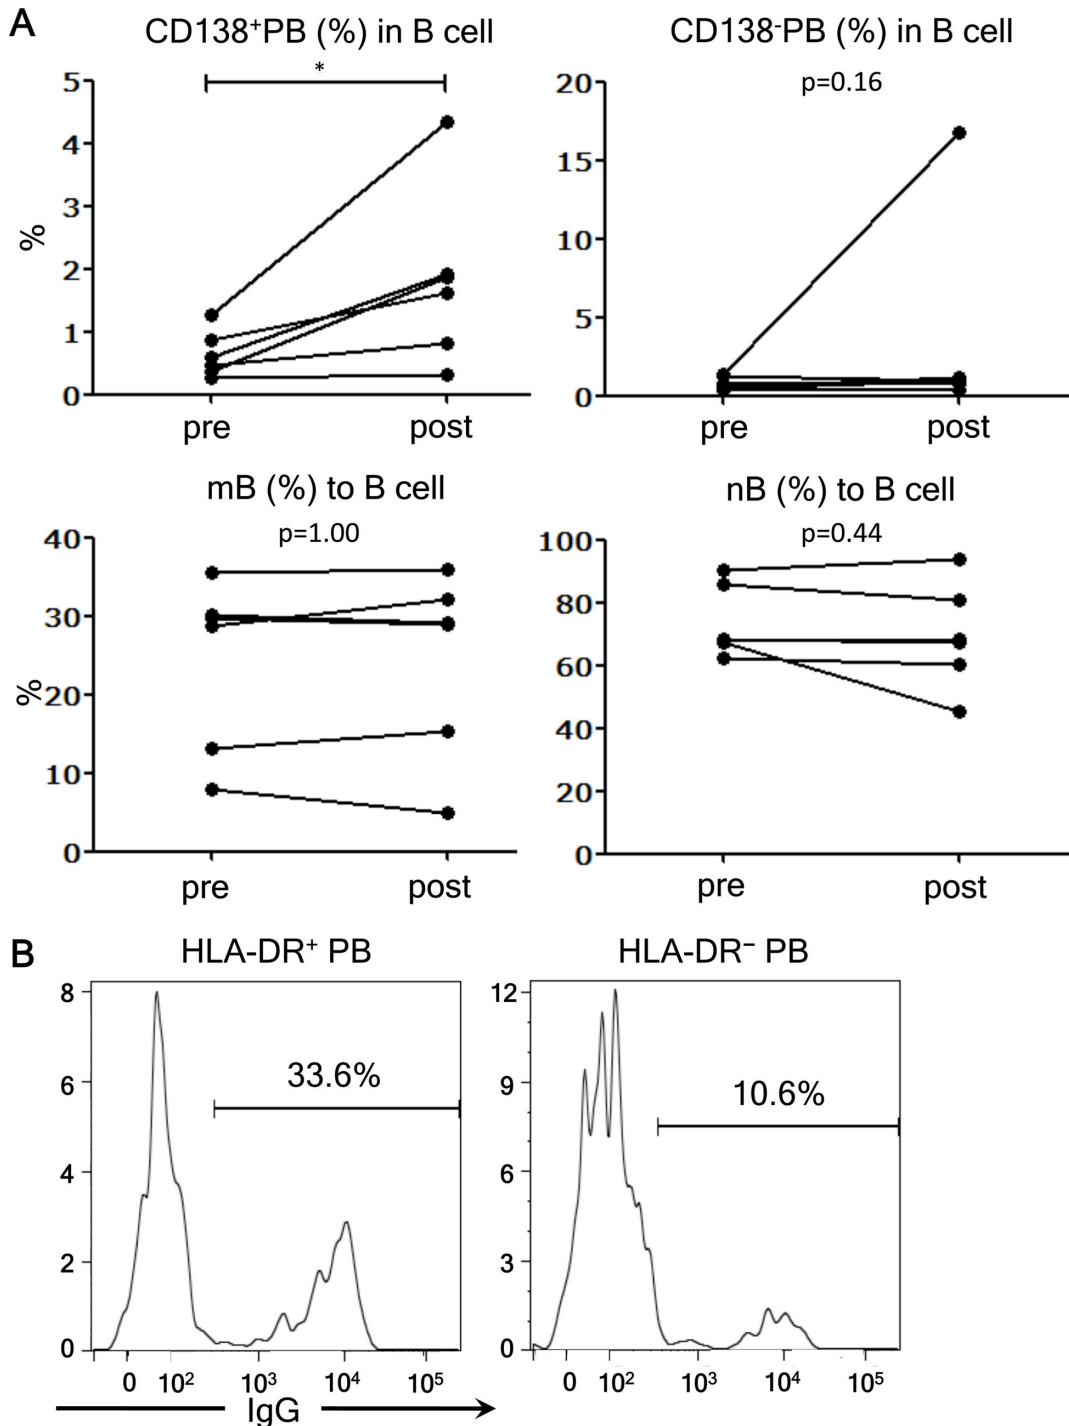 A
CD138⁺PB (%) in B cell
*
5
4
3
2
1
0
%
pre
post
CD138⁻PB (%) in B cell
p=0.16
20
15
10
5
0
pre
post
mB (%) to B cell
p=1.00
40
30
20
10
0
%
pre
post
nB (%) to B cell
p=0.44
100
80
60
40
20
0
pre
post
B
HLA-DR⁺ PB
33.6%
8
6
4
2
0
0 10² 10³ 10⁴ 10⁵
IgG
HLA-DR⁻ PB
10.6%
12
9
6
3
0
0 10² 10³ 10⁴ 10⁵